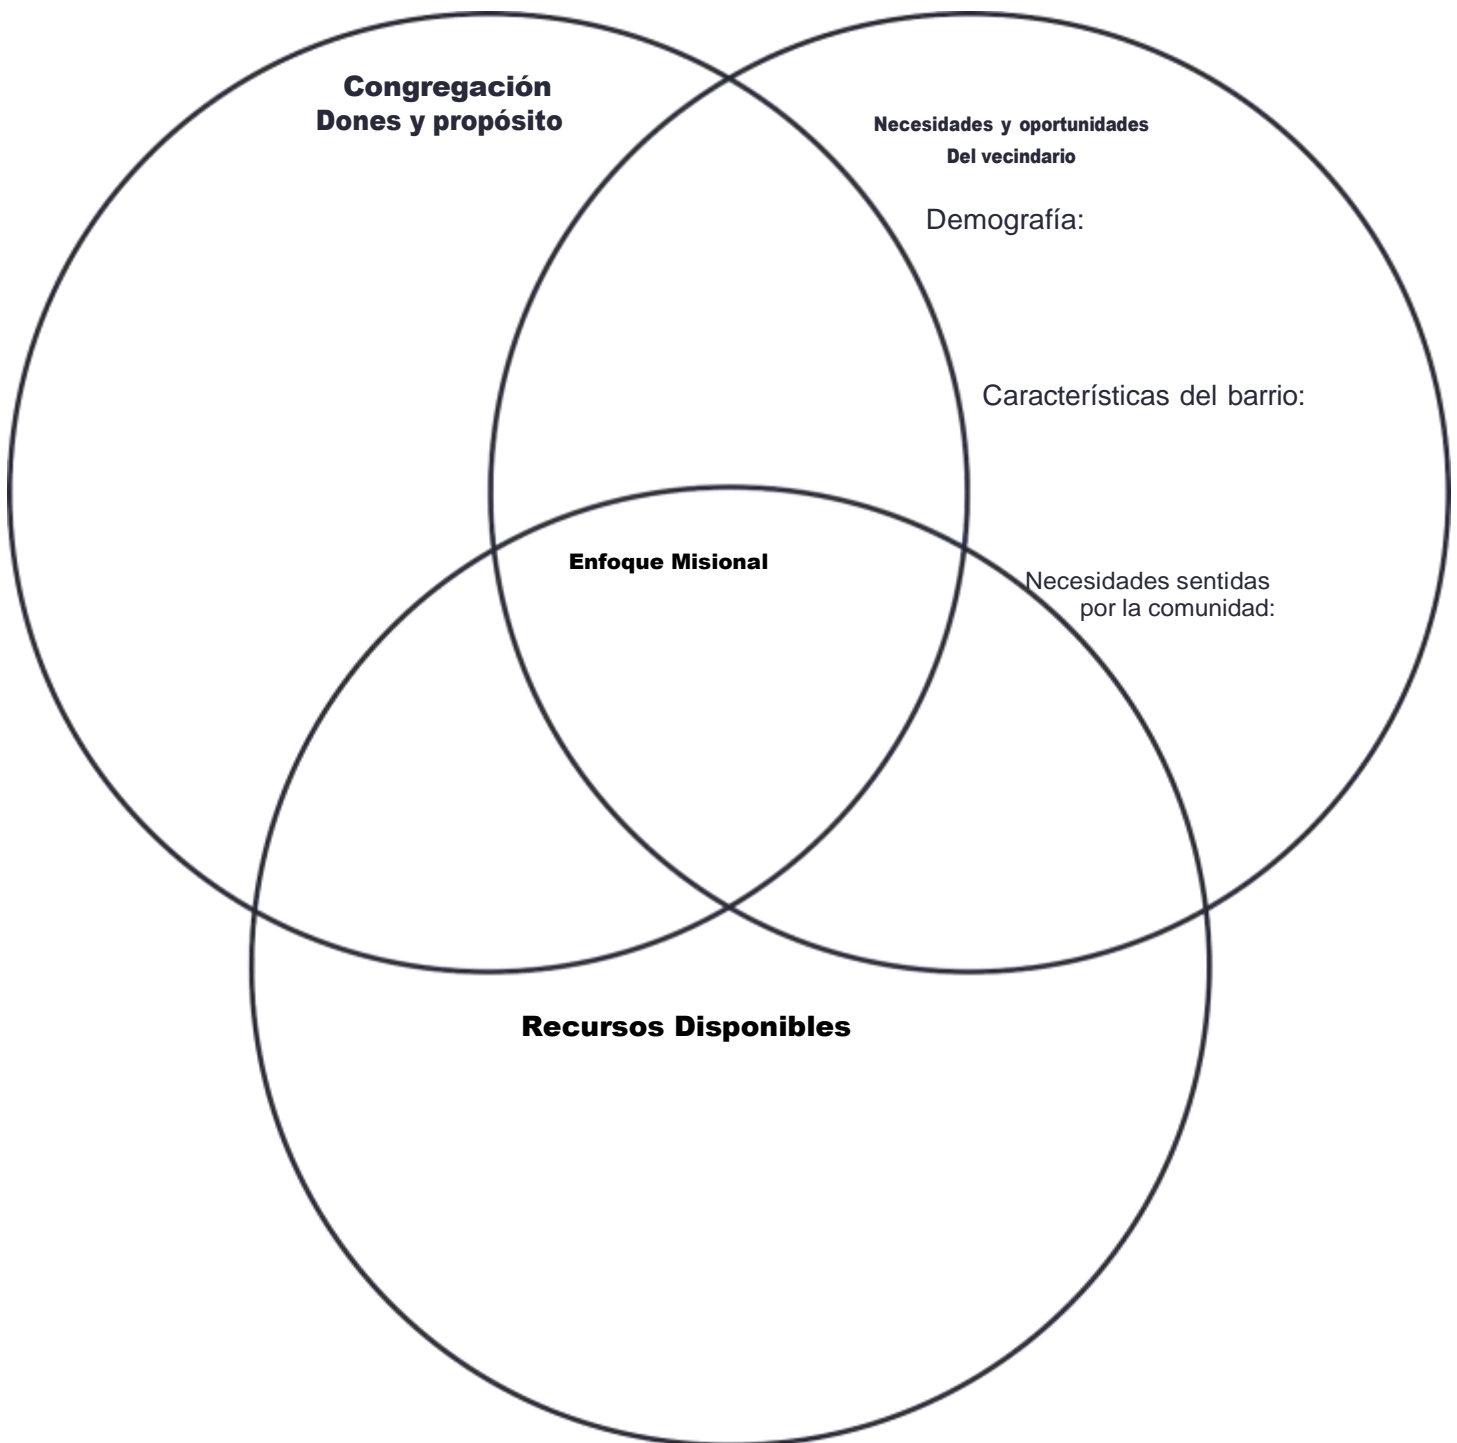 Congregación
Dones y propósito
Necesidades y oportunidades
Del vecindario
Demografía:
Características del barrio:
Enfoque Misional
Necesidades sentidas
por la comunidad:
Recursos Disponibles